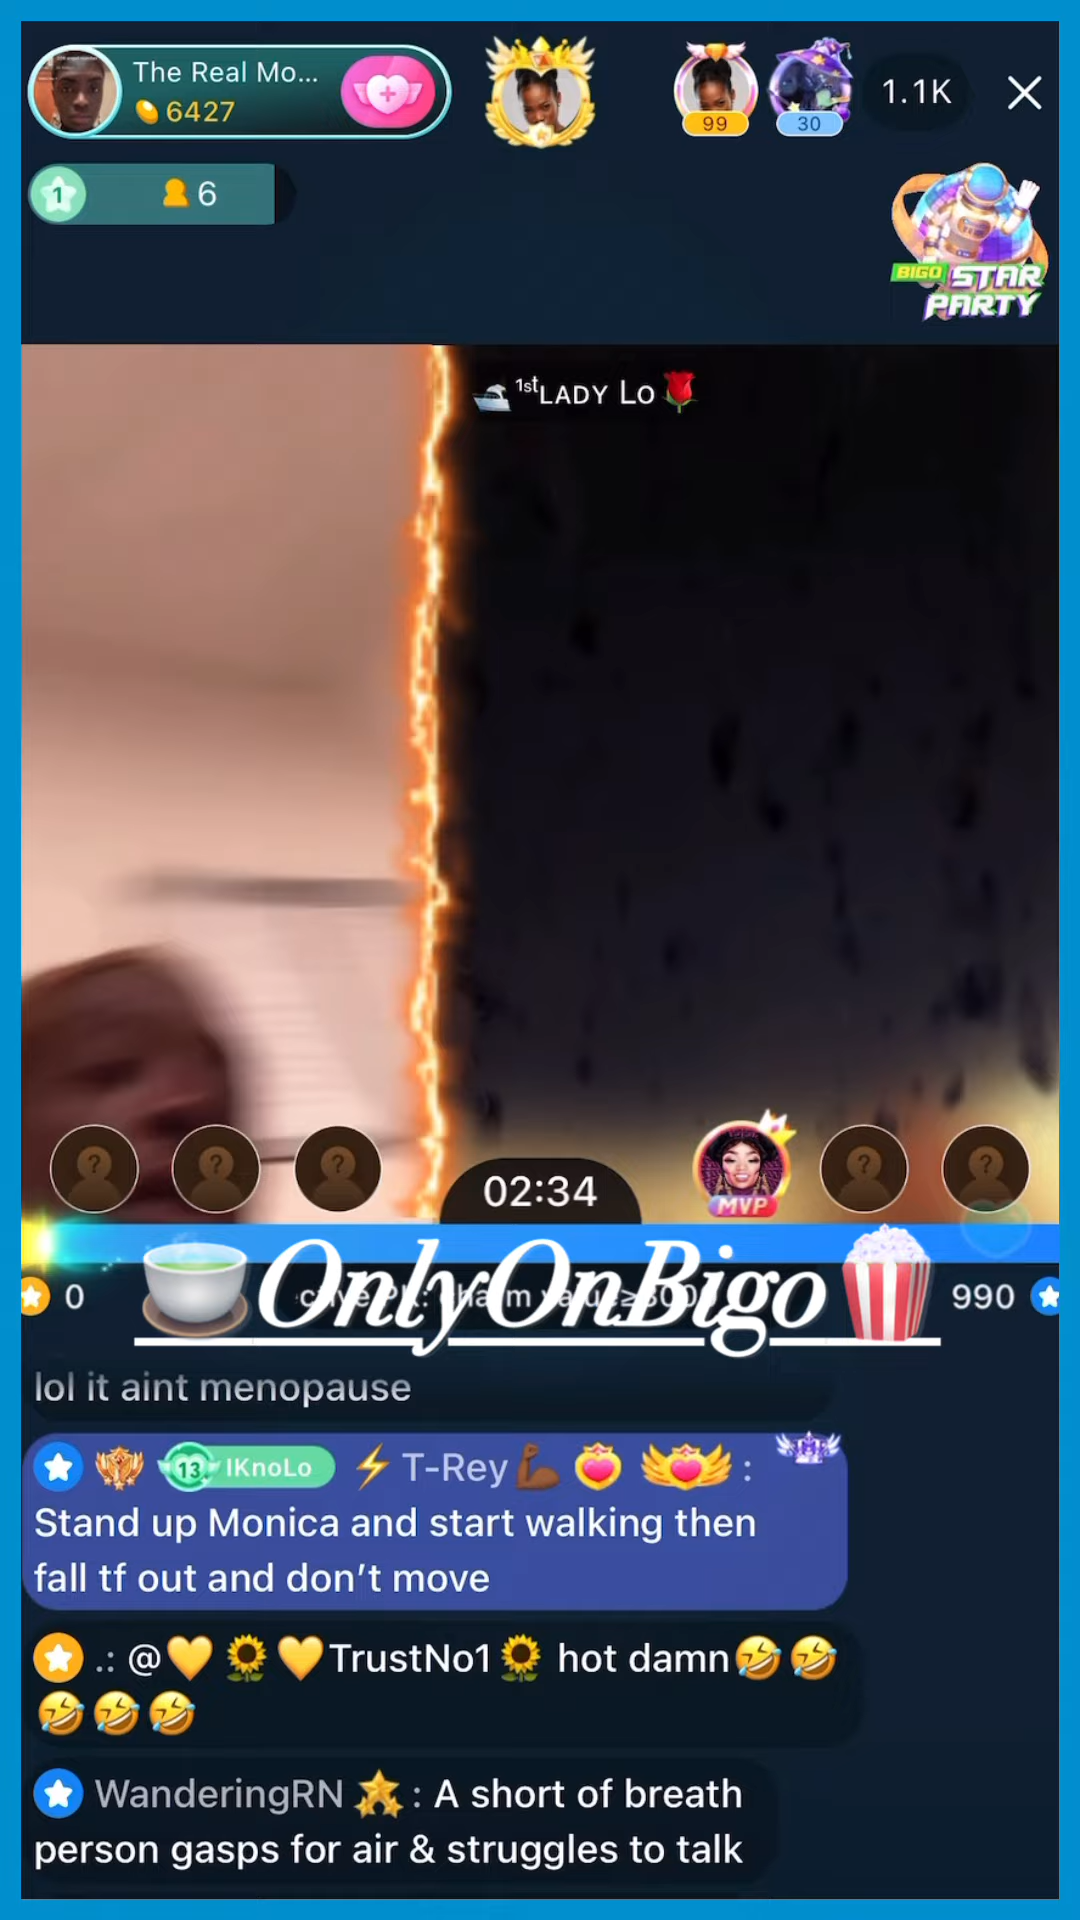 The Real Mo...
6427
99
30
1.1K
1
6
BIGO STAR
PARTY
1st LADY LO
02:34
MVP
OnlyOnBigo
0
990
lol it aint menopause
13 IKnoLo T-Rey :
Stand up Monica and start walking then
fall tf out and don't move
.: @💛🌻💛TrustNo1🌻 hot damn🤣🤣
🤣🤣🤣
WanderingRN : A short of breath
person gasps for air & struggles to talk